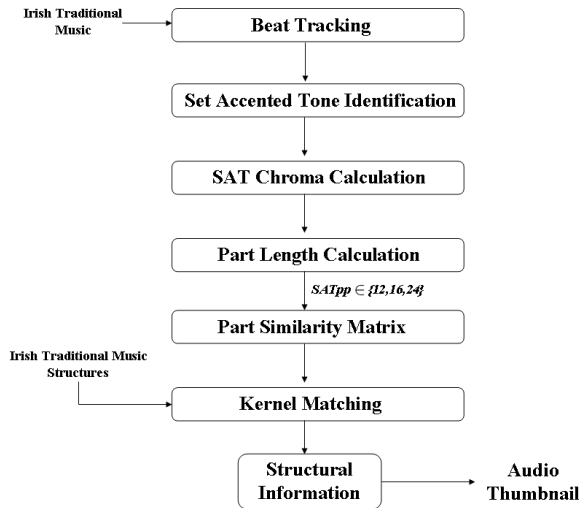 Irish Traditional
Music
Beat Tracking
Set Accented Tone Identification
SAT Chroma Calculation
Part Length Calculation
SATpp ∈ {12,16,24}
Part Similarity Matrix
Irish Traditional Music
Structures
Kernel Matching
Structural
Information
Audio
Thumbnail